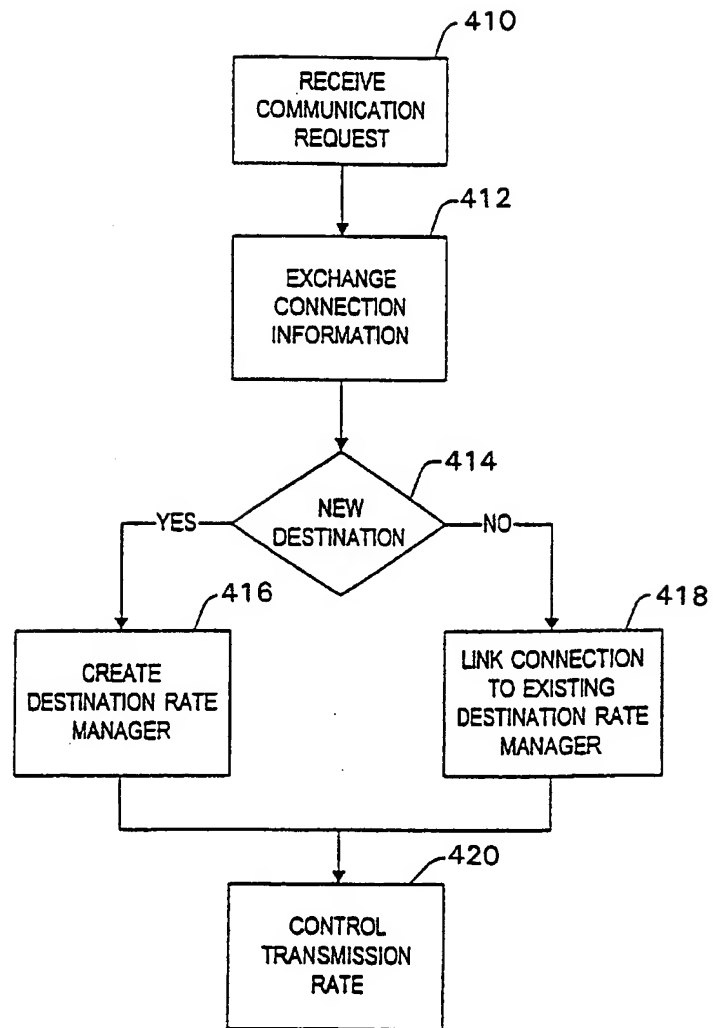 410
RECEIVE
COMMUNICATION
REQUEST
412
EXCHANGE
CONNECTION
INFORMATION
414
NEW
DESTINATION
YES
NO
416
CREATE
DESTINATION RATE
MANAGER
418
LINK CONNECTION
TO EXISTING
DESTINATION RATE
MANAGER
420
CONTROL
TRANSMISSION
RATE